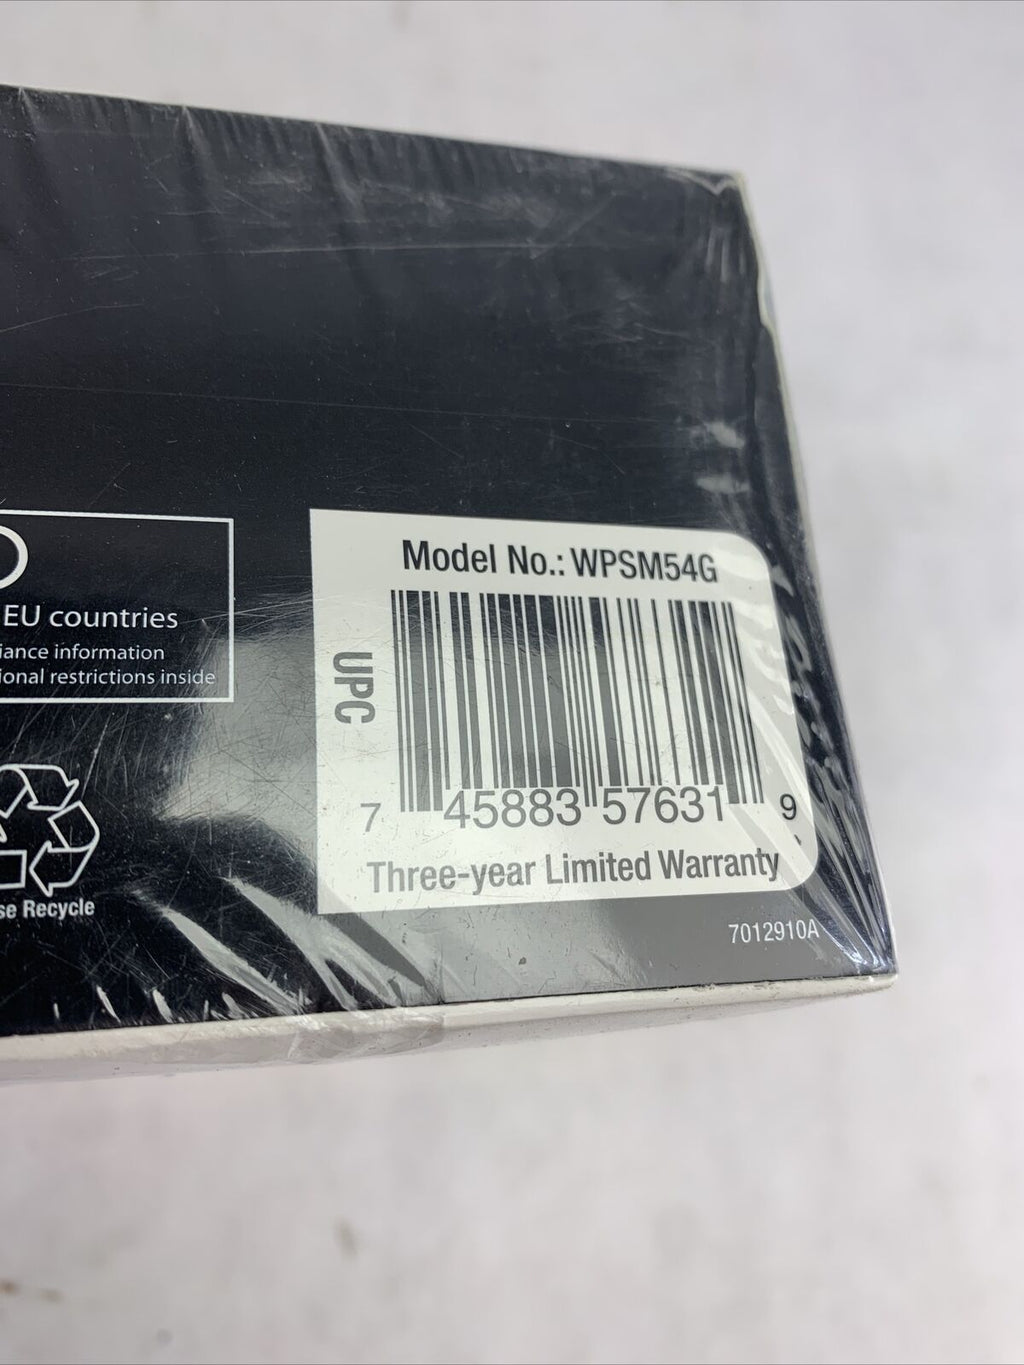 EU countries
iance information
ional restrictions inside
se Recycle
Model No.: WPSM54G
UPC
7 45883 57631 9
Three-year Limited Warranty
7012910A